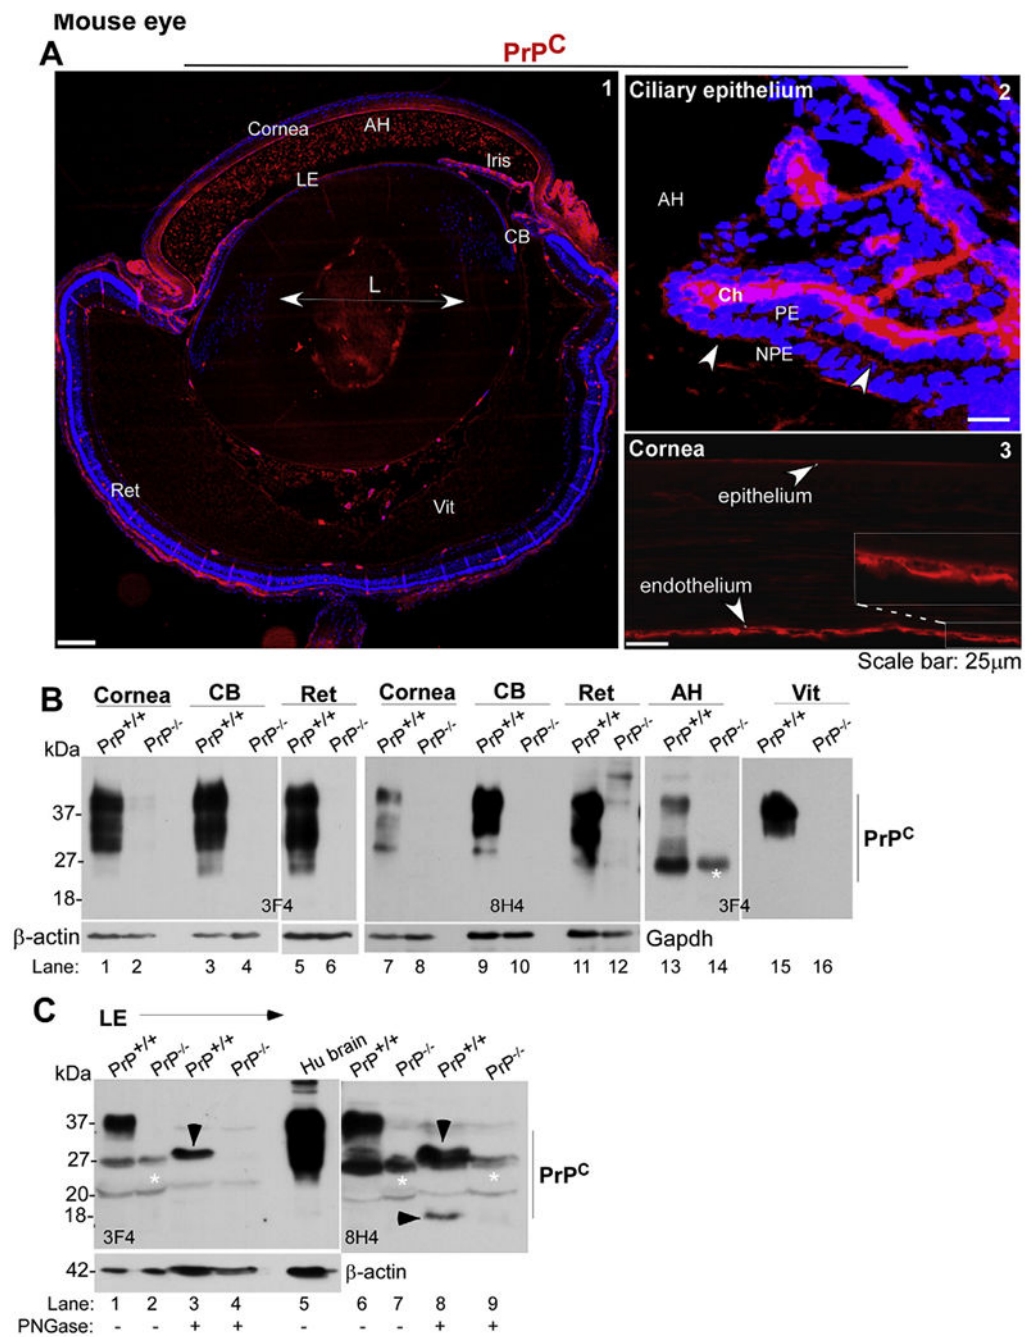 Mouse eye
A
PrPC
1
Cornea
AH
Iris
LE
CB
L
Ret
Vit
Ciliary epithelium
2
AH
Ch
PE
NPE
Cornea
3
epithelium
endothelium
Scale bar: 25μm
B
Cornea CB Ret Cornea CB Ret AH Vit
kDa PrP+/+ PrP-/- PrP+/+ PrP-/- PrP+/+ PrP-/- PrP+/+ PrP-/- PrP+/+ PrP-/- PrP+/+ PrP-/- PrP+/+ PrP-/- PrP+/+ PrP-/-
37-
27-
18-
PrPC
*
3F4 8H4 3F4
β-actin Gapdh
Lane: 1 2 3 4 5 6 7 8 9 10 11 12 13 14 15 16
C
LE
kDa PrP+/+ PrP-/- PrP+/+ PrP-/- Hu brain PrP+/+ PrP-/- PrP+/+ PrP-/-
37-
27-
20-
18-
* * *
PrPC
3F4 8H4
42- β-actin
Lane: 1 2 3 4 5 6 7 8 9
PNGase: - - + + - - - + +